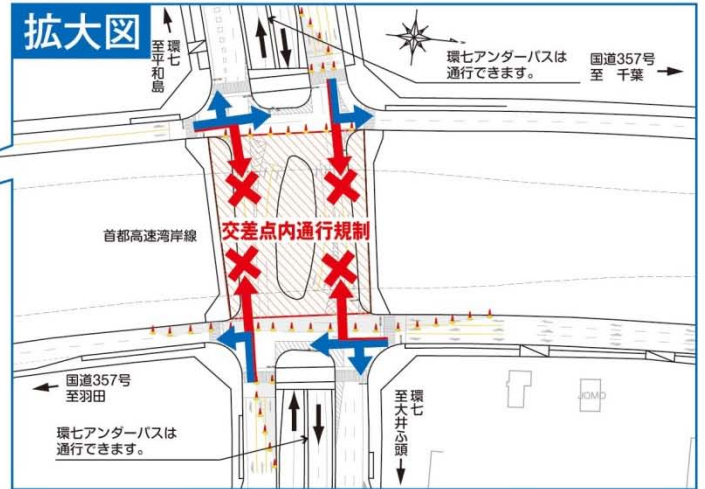 拡大図
環七
至平和島
環七アンダーパスは
通行できます。
国道357号
至 千葉
首都高速湾岸線
交差点内通行規制
国道357号
至羽田
環七アンダーパスは
通行できます。
環七
至大井ふ頭
JOMO